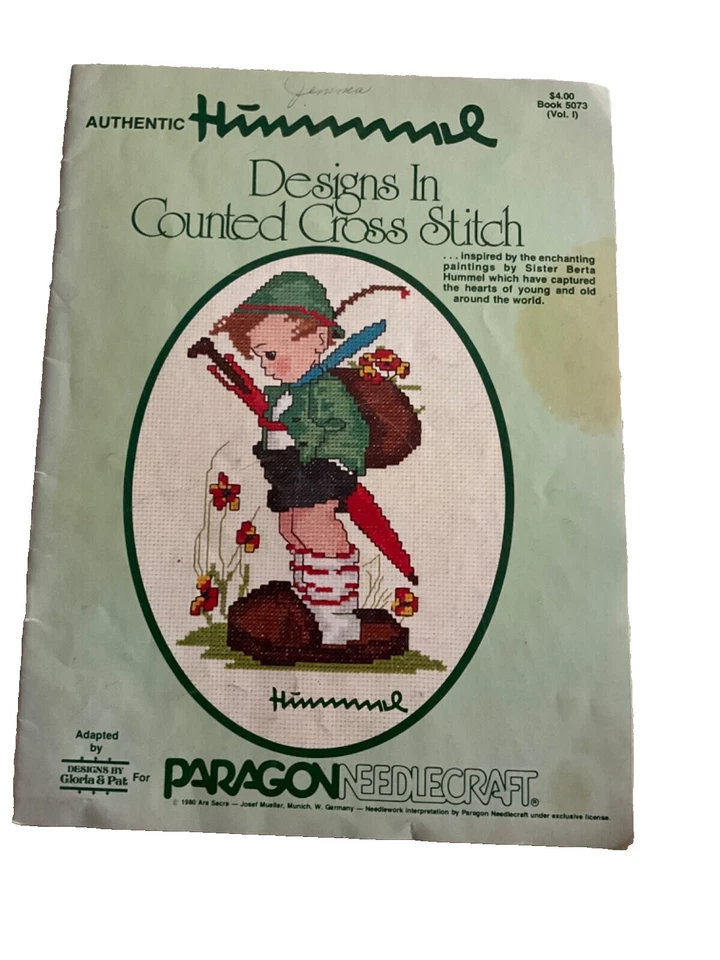 Jemima
$4.00
Book 5073
(Vol. I)
AUTHENTIC Hummel
Designs In
Counted Cross Stitch
...inspired by the enchanting
paintings by Sister Berta
Hummel which have captured
the hearts of young and old
around the world.
Hummel
Adapted
by
DESIGNS BY
Gloria & Pat
For PARAGON NEEDLECRAFT®
© 1980 Ars Sacra — Josef Mueller, Munich, W. Germany — Needlework interpretation by Paragon Needlecraft under exclusive license.